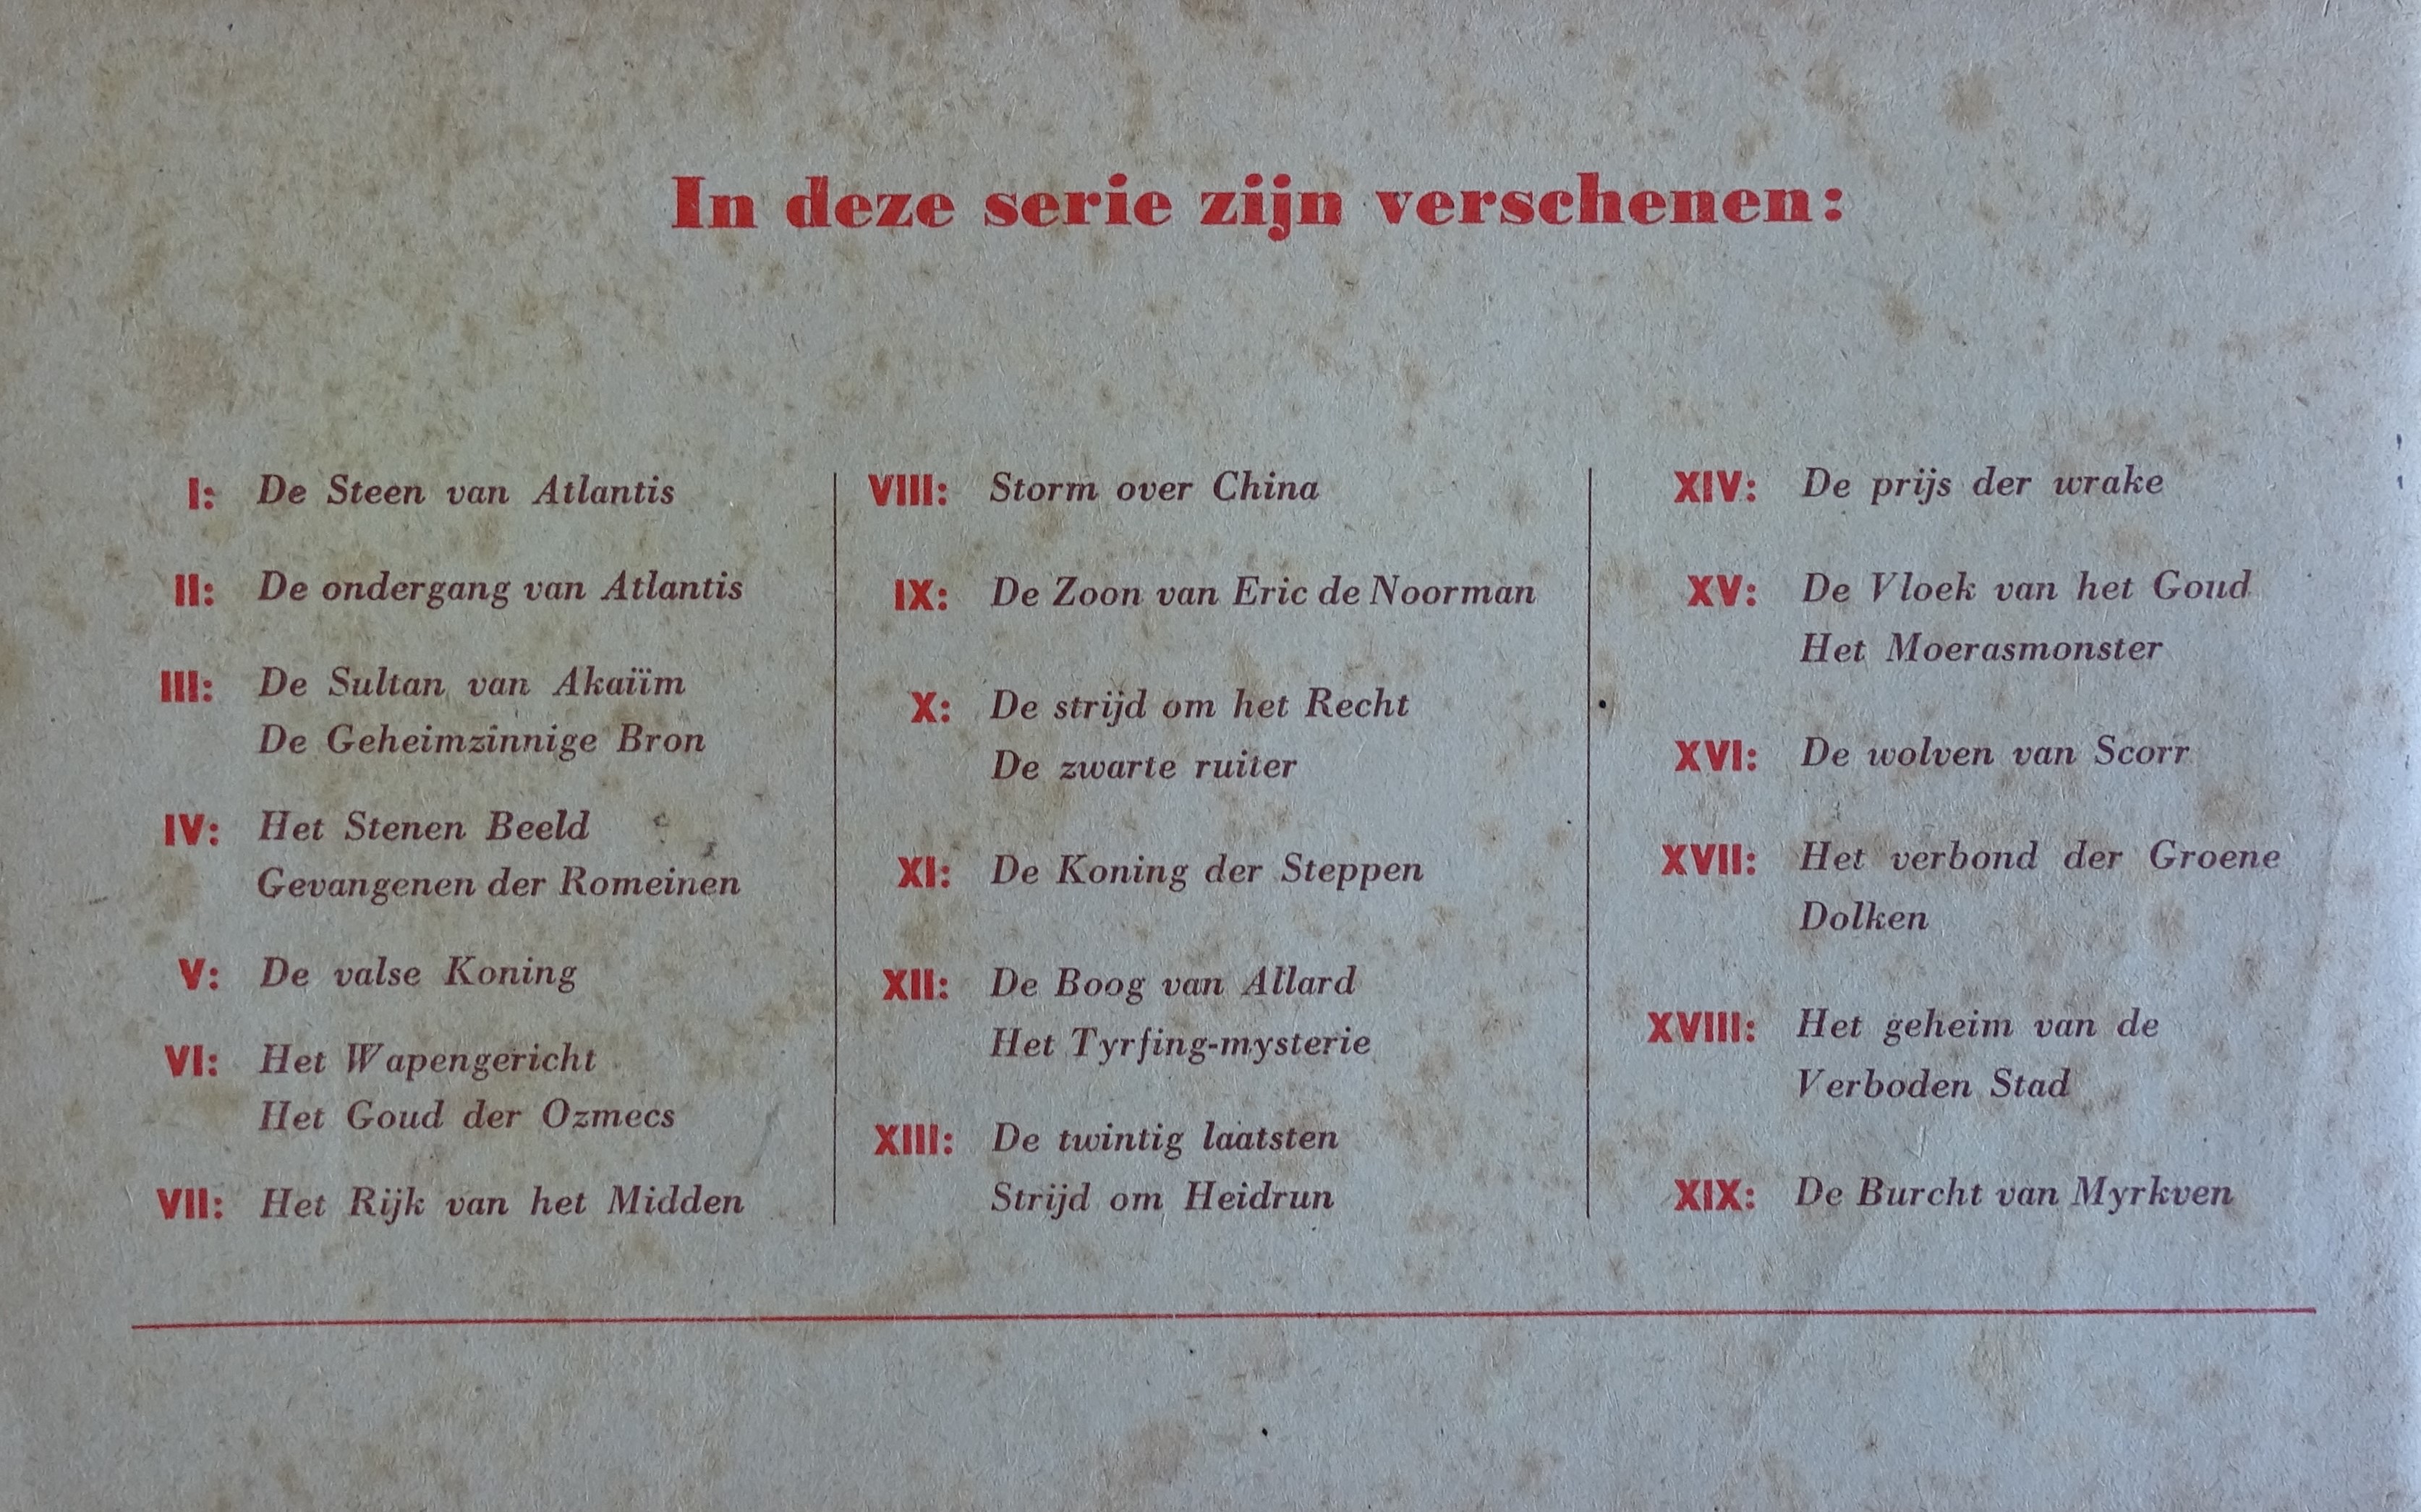 In deze serie zijn verschenen:
I: De Steen van Atlantis
II: De ondergang van Atlantis
III: De Sultan van Akaïïm
De Geheimzinnige Bron
IV: Het Stenen Beeld
Gevangenen der Romeinen
V: De valse Koning
VI: Het Wapengericht
Het Goud der Ozmecs
VII: Het Rijk van het Midden
VIII: Storm over China
IX: De Zoon van Eric de Noorman
X: De strijd om het Recht
De zwarte ruiter
XI: De Koning der Steppen
XII: De Boog van Allard
Het Tyrfing-mysterie
XIII: De twintig laatsten
Strijd om Heidrun
XIV: De prijs der wrake
XV: De Vloek van het Goud
Het Moerasmonster
XVI: De wolven van Scorr
XVII: Het verbond der Groene
Dolken
XVIII: Het geheim van de
Verboden Stad
XIX: De Burcht van Myrkven